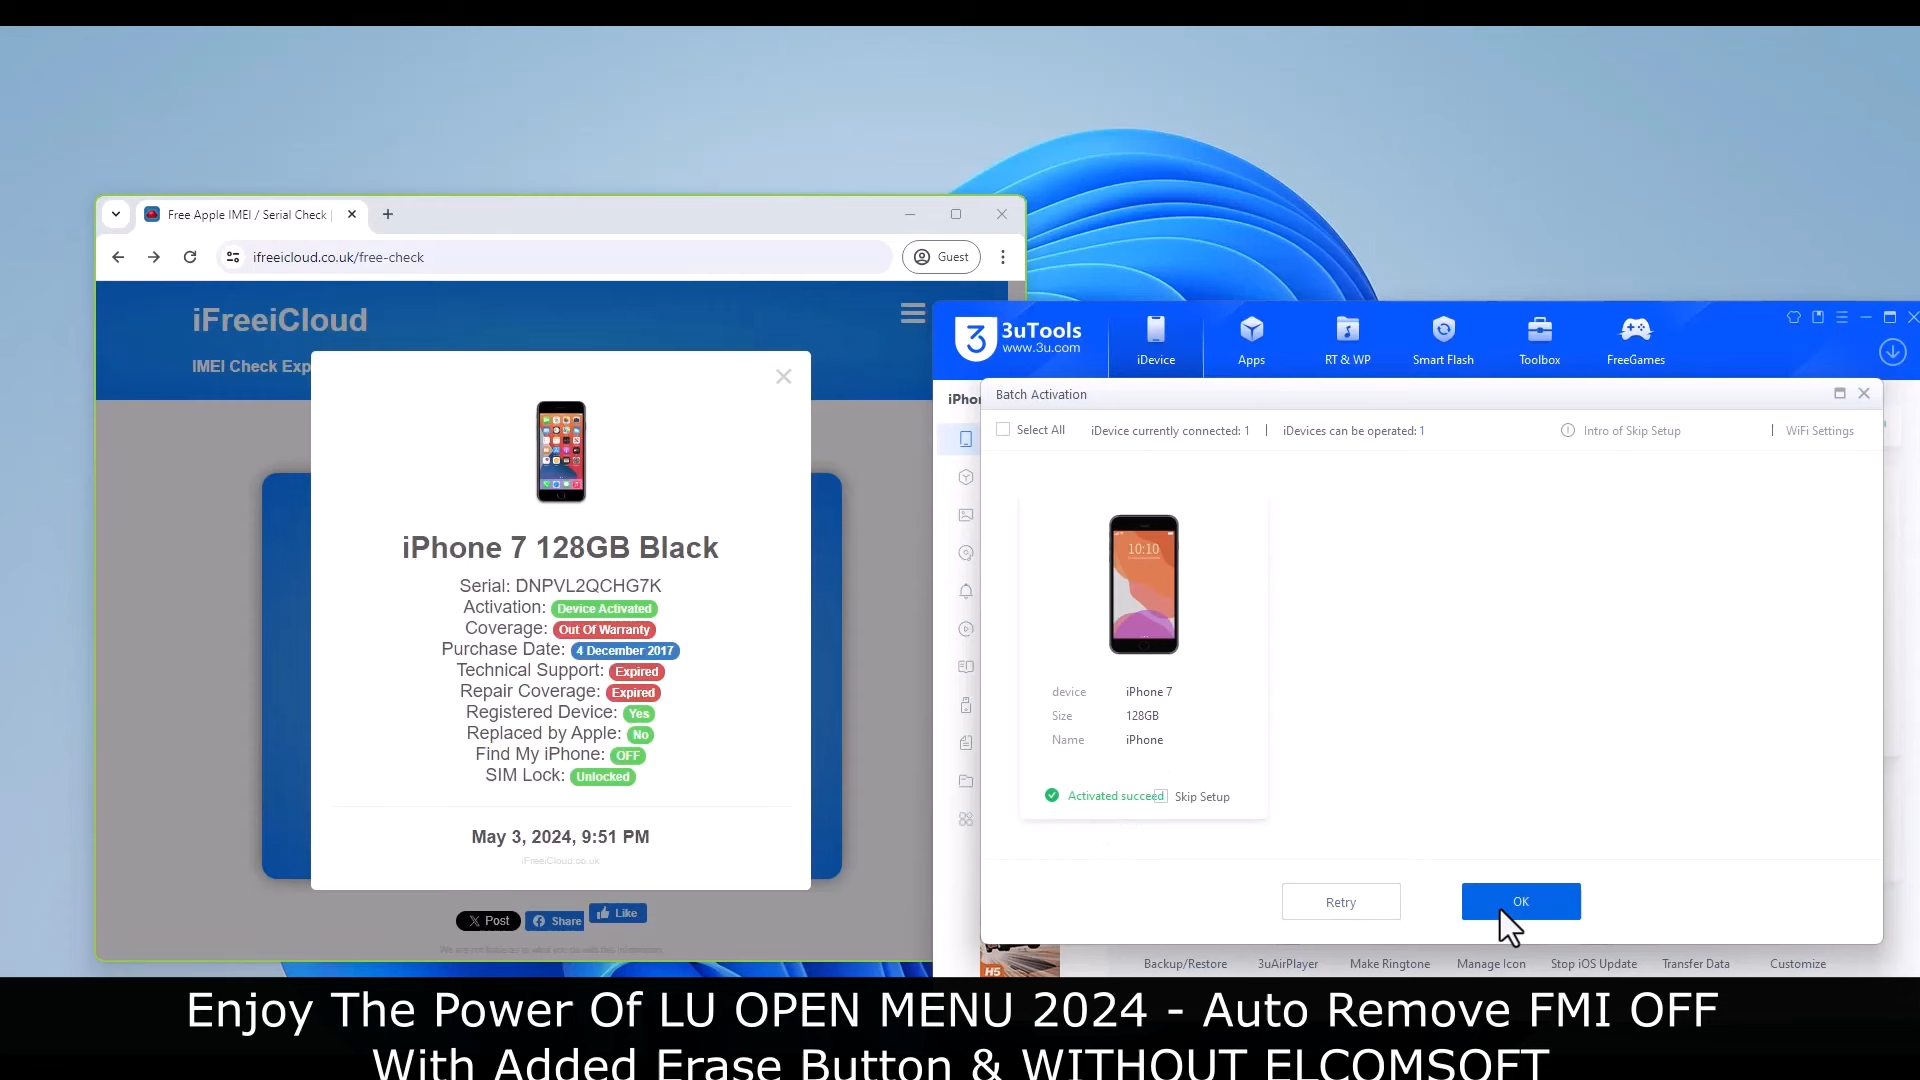 Free Apple IMEI / Serial Check |
ifreeicloud.co.uk/free-check
Guest
iFreeiCloud
IMEI Check Exp
iPhone 7 128GB Black
Serial: DNPVL2QCHG7K
Activation: Device Activated
Coverage: Out Of Warranty
Purchase Date: 4 December 2017
Technical Support: Expired
Repair Coverage: Expired
Registered Device: Yes
Replaced by Apple: No
Find My iPhone: OFF
SIM Lock: Unlocked
May 3, 2024, 9:51 PM
iFreeiCloud.co.uk
Post
Share
Like
3uTools
www.3u.com
iDevice
Apps
RT & WP
Smart Flash
Toolbox
FreeGames
iPhon
Batch Activation
Select All
iDevice currently connected: 1
iDevices can be operated: 1
Intro of Skip Setup
WiFi Settings
10:10
device iPhone 7
Size 128GB
Name iPhone
Activated succeed Skip Setup
Retry
OK
H5
Backup/Restore
3uAirPlayer
Make Ringtone
Manage Icon
Stop iOS Update
Transfer Data
Customize
Enjoy The Power Of LU OPEN MENU 2024 - Auto Remove FMI OFF
With Added Erase Button & WITHOUT ELCOMSOFT